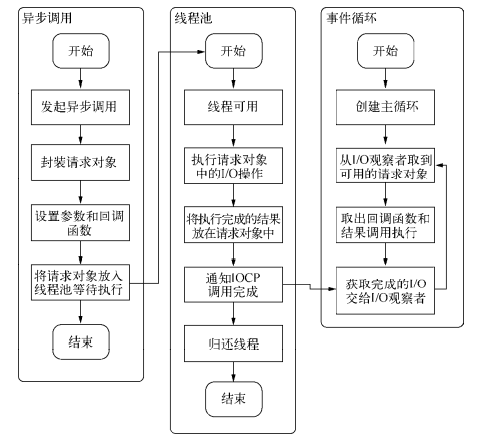 异步调用
开始
发起异步调用
封装请求对象
设置参数和回调
函数
将请求对象放入
线程池等待执行
结束
线程池
开始
线程可用
执行请求对象
中的I/O操作
将执行完成的结果
放在请求对象中
通知IOCP
调用完成
归还线程
结束
事件循环
开始
创建主循环
从I/O观察者取到
可用的请求对象
取出回调函数和
结果调用执行
获取完成的I/O
交给I/O观察者